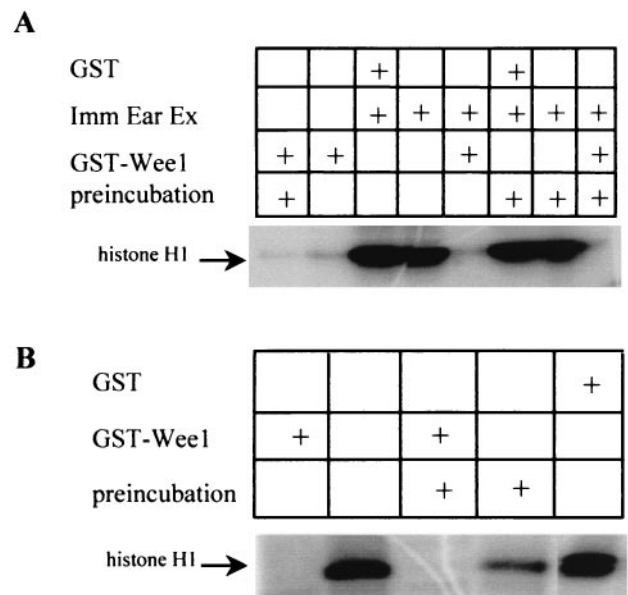 A
GST + +
Imm Ear Ex + + + + + +
GST-Wee1 + + + +
preincubation + + + +
histone H1
B
GST +
GST-Wee1 + +
preincubation + +
histone H1